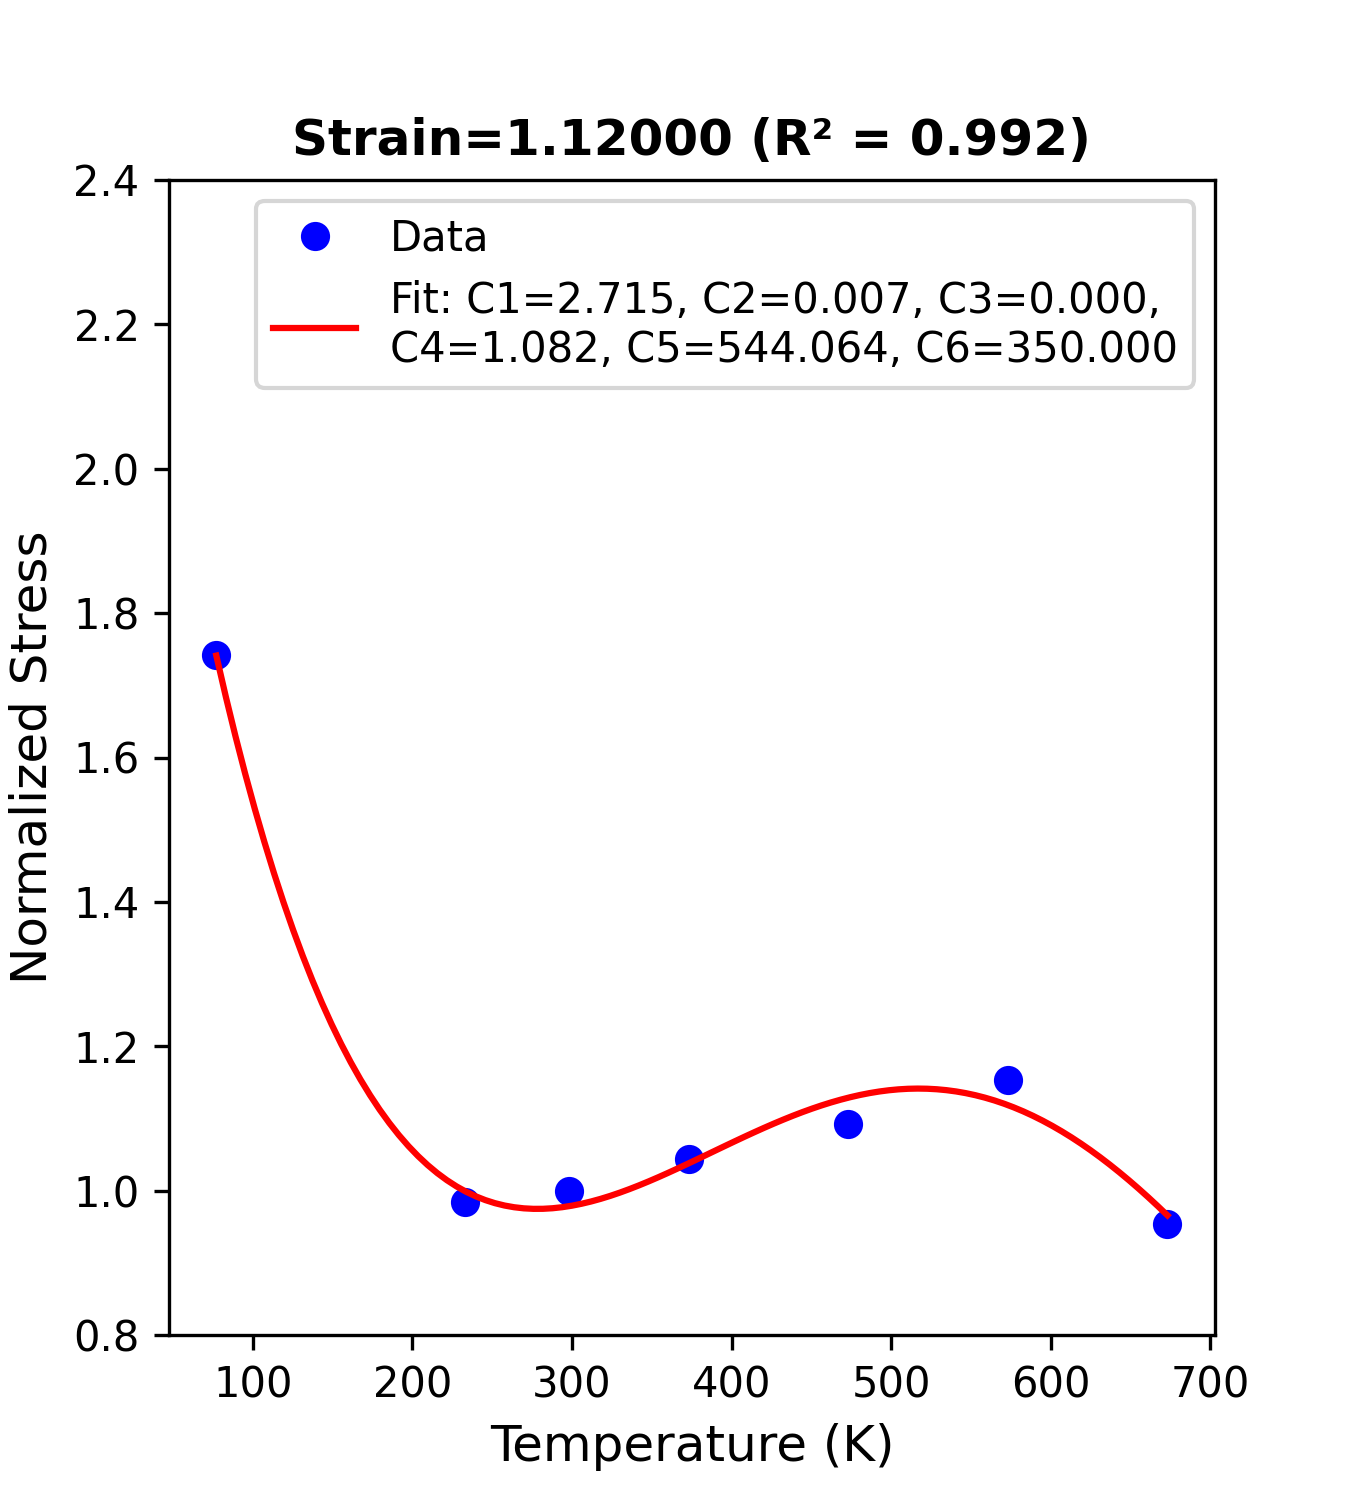 Strain=1.12000 (R² = 0.992)
2.4
2.2
2.0
1.8
1.6
1.4
1.2
1.0
0.8
Data
Fit: C1=2.715, C2=0.007, C3=0.000,
C4=1.082, C5=544.064, C6=350.000
Normalized Stress
100 200 300 400 500 600 700
Temperature (K)